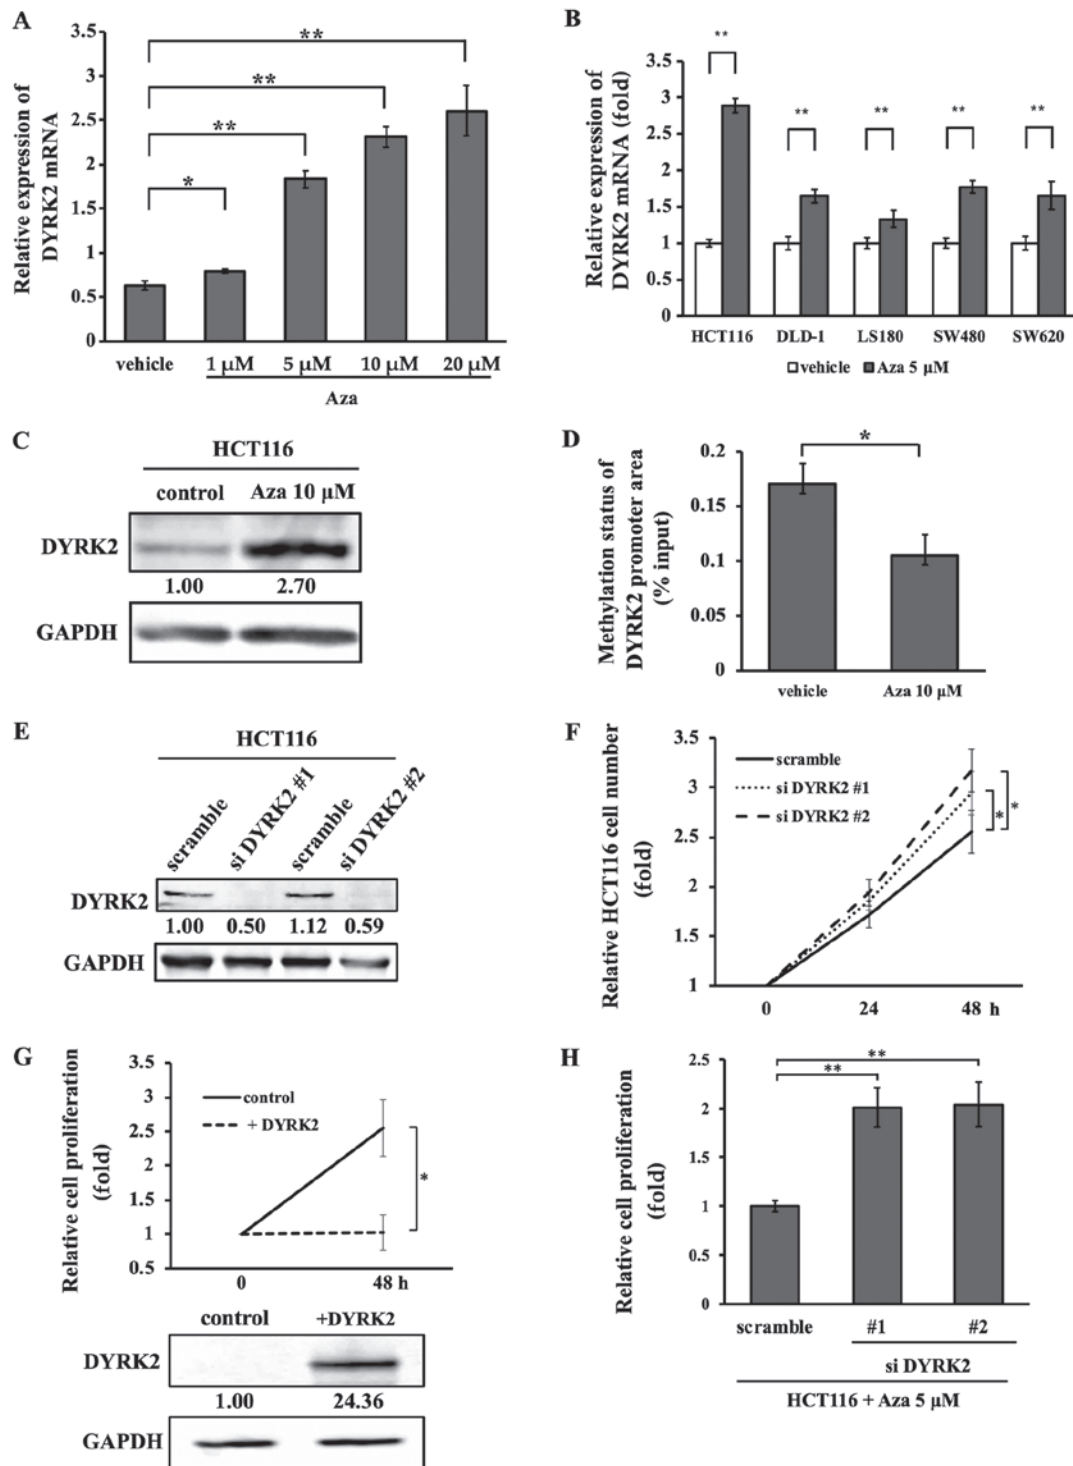 A
Relative expression of
DYRK2 mRNA
3.5
3
2.5
2
1.5
1
0.5
0
*
**
**
**
vehicle
1 µM
5 µM
10 µM
20 µM
Aza
B
Relative expression of
DYRK2 mRNA (fold)
3.5
3
2.5
2
1.5
1
0.5
0
**
**
**
**
**
HCT116
DLD-1
LS180
SW480
SW620
vehicle
Aza 5 µM
C
HCT116
control
Aza 10 µM
DYRK2
1.00
2.70
GAPDH
D
Methylation status of
DYRK2 promoter area
(% input)
0.2
0.15
0.1
0.05
0
*
vehicle
Aza 10 µM
E
HCT116
scramble
si DYRK2 #1
scramble
si DYRK2 #2
DYRK2
1.00
0.50
1.12
0.59
GAPDH
F
Relative HCT116 cell number
(fold)
3.5
3
2.5
2
1.5
1
scramble
si DYRK2 #1
si DYRK2 #2
*
*
0
24
48 h
G
Relative cell proliferation
(fold)
3.5
3
2.5
2
1.5
1
0.5
control
+ DYRK2
*
0
48 h
control
+DYRK2
DYRK2
1.00
24.36
GAPDH
H
Relative cell proliferation
(fold)
2.5
2
1.5
1
0.5
0
**
**
scramble
#1
#2
si DYRK2
HCT116 + Aza 5 µM